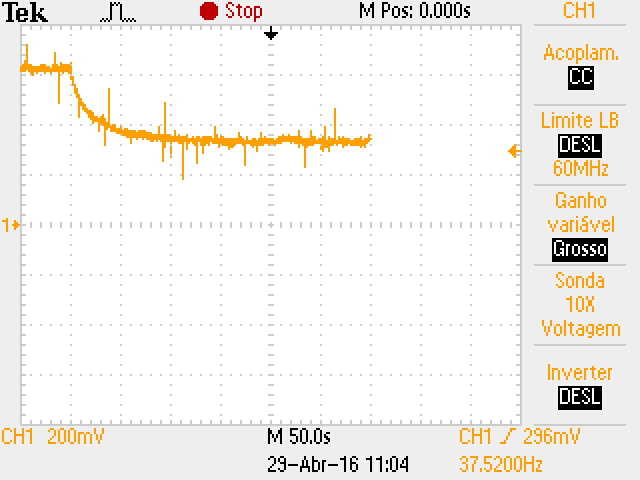 Tek Stop M Pos: 0.000s CH1
Acoplam.
CC
Limite LB
DESL
60MHz
Ganho
variável
Grosso
Sonda
10X
Voltagem
Inverter
DESL
1
CH1 200mV M 50.0s CH1 296mV
29-Abr-16 11:04 37.5200Hz